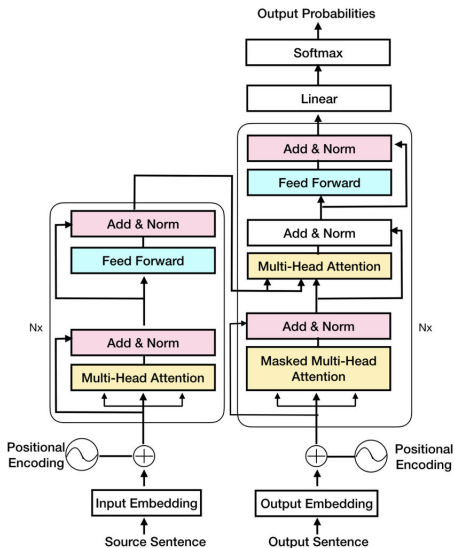 Output Probabilities
Softmax
Linear
Add & Norm
Feed Forward
Add & Norm
Multi-Head Attention
Add & Norm
Masked Multi-Head
Attention
Nx
Positional
Encoding
Output Embedding
Output Sentence
Add & Norm
Feed Forward
Nx
Add & Norm
Multi-Head Attention
Positional
Encoding
Input Embedding
Source Sentence